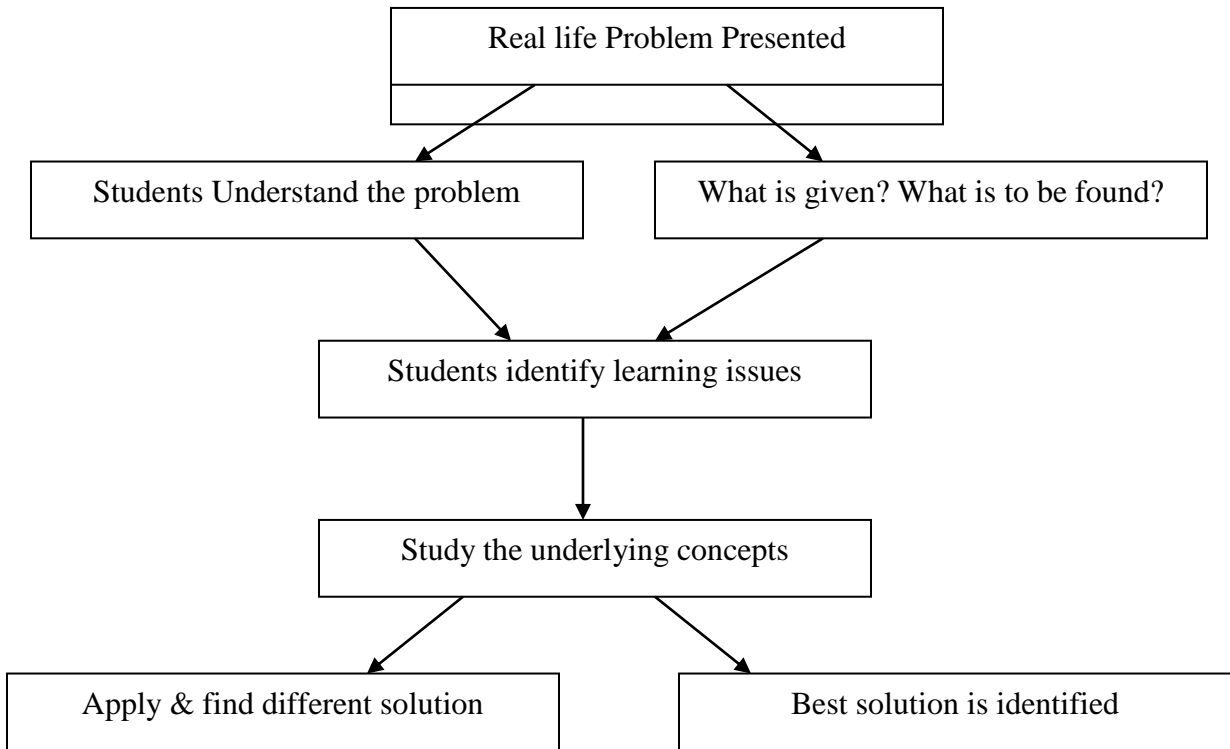 Real life Problem Presented
Students Understand the problem
What is given? What is to be found?
Students identify learning issues
Study the underlying concepts
Apply & find different solution
Best solution is identified